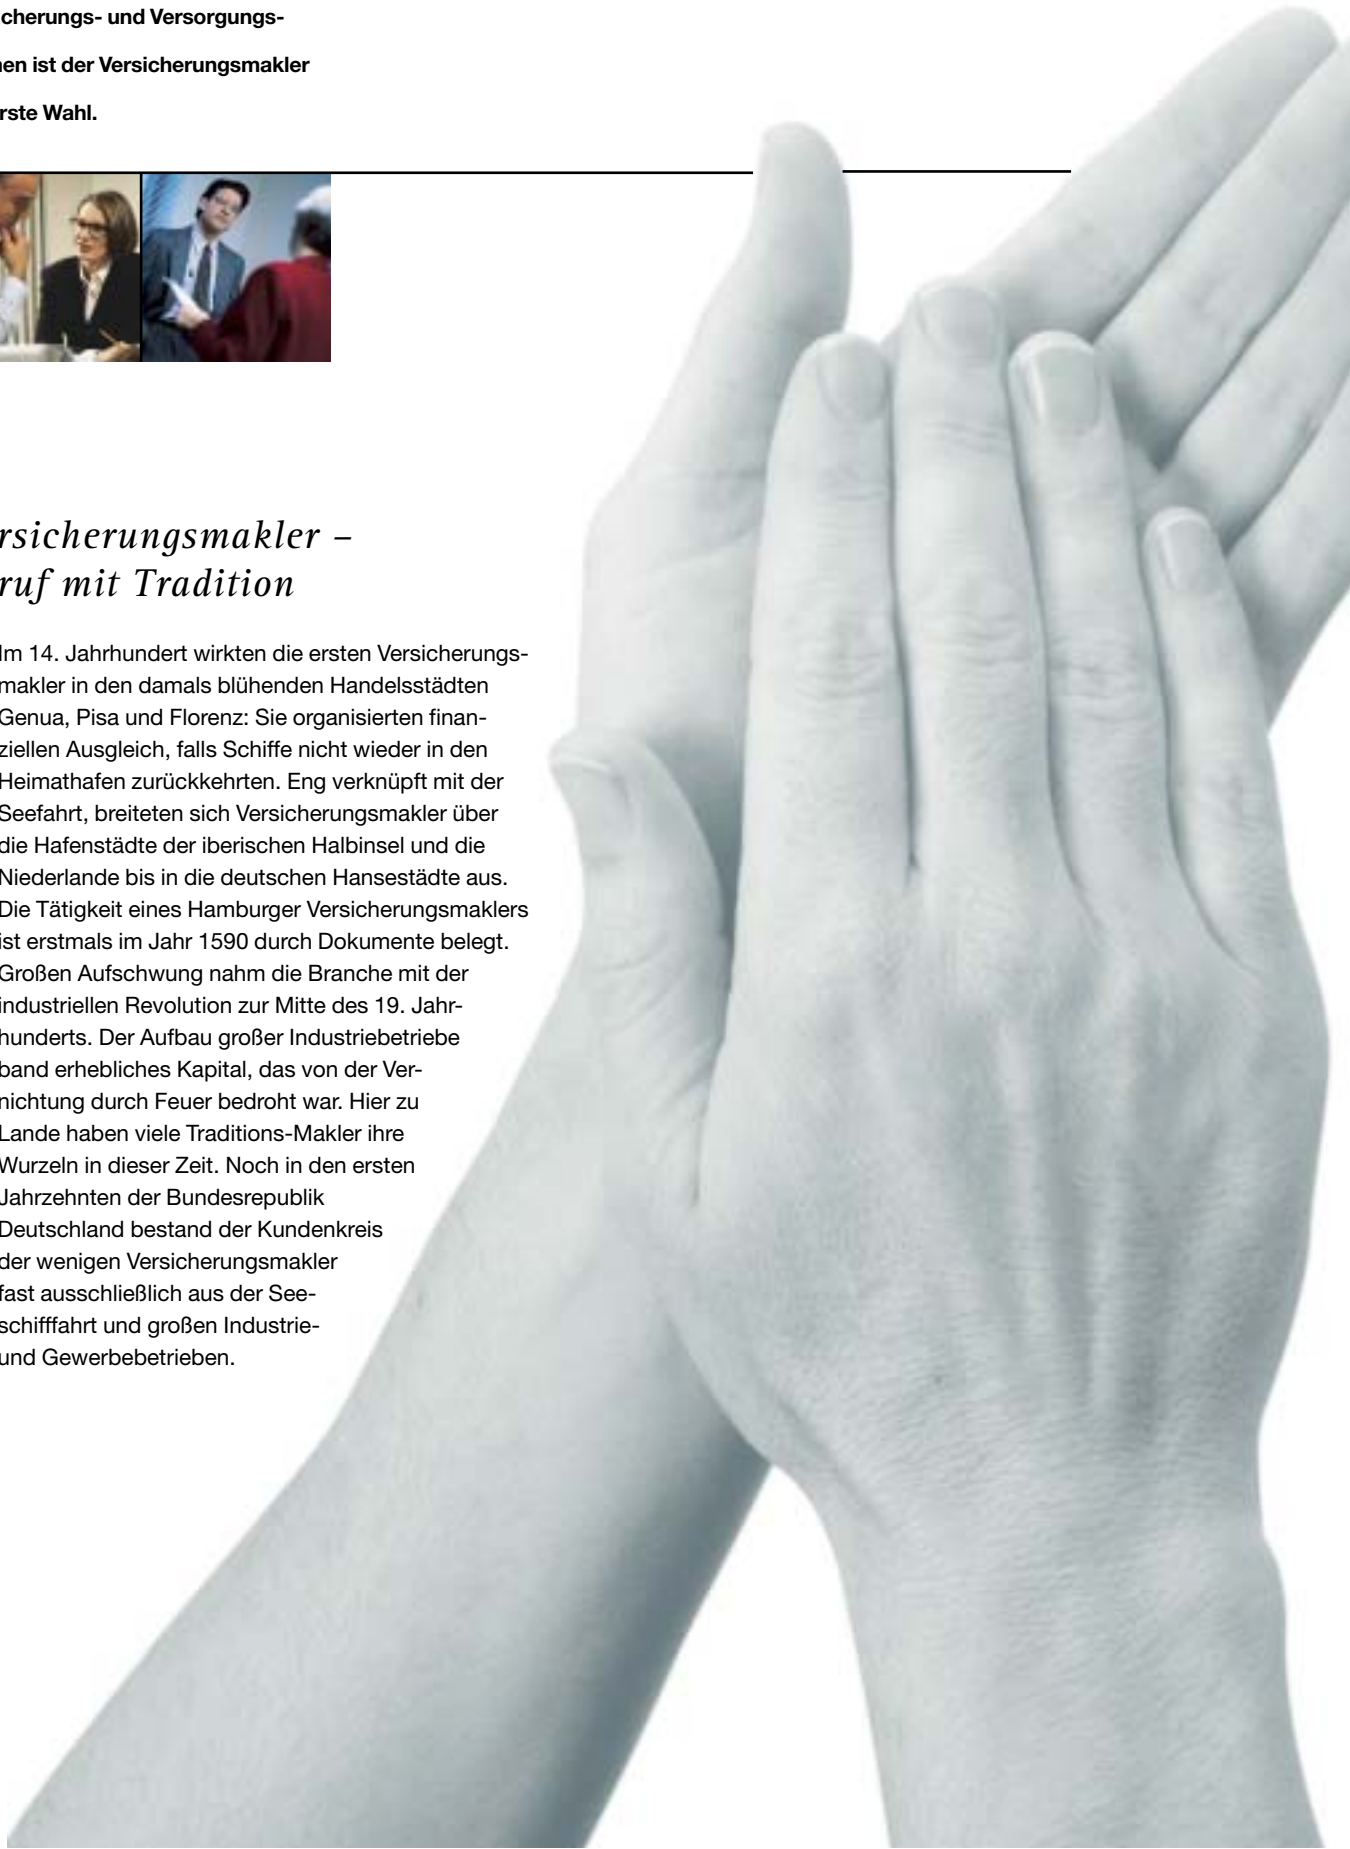 cherungs- und Versorgungs-
en ist der Versicherungsmakler
rste Wahl.
rsicherungsmakler –
ruf mit Tradition
Im 14. Jahrhundert wirkten die ersten Versicherungs-
makler in den damals blühenden Handelsstädten
Genua, Pisa und Florenz: Sie organisierten finan-
ziellen Ausgleich, falls Schiffe nicht wieder in den
Heimathafen zurückkehrten. Eng verknüpft mit der
Seefahrt, breiteten sich Versicherungsmakler über
die Hafenstädte der iberischen Halbinsel und die
Niederlande bis in die deutschen Hansestädte aus.
Die Tätigkeit eines Hamburger Versicherungsmaklers
ist erstmals im Jahr 1590 durch Dokumente belegt.
Großen Aufschwung nahm die Branche mit der
industriellen Revolution zur Mitte des 19. Jahr-
hunderts. Der Aufbau großer Industriebetriebe
band erhebliches Kapital, das von der Ver-
nichtung durch Feuer bedroht war. Hier zu
Lande haben viele Traditions-Makler ihre
Wurzeln in dieser Zeit. Noch in den ersten
Jahrzehnten der Bundesrepublik
Deutschland bestand der Kundenkreis
der wenigen Versicherungsmakler
fast ausschließlich aus der See-
schifffahrt und großen Industrie-
und Gewerbebetrieben.